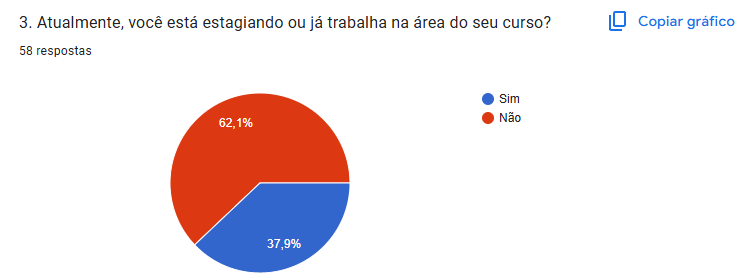 3. Atualmente, você está estagiando ou já trabalha na área do seu curso?
Copiar gráfico
58 respostas
Sim
Não
62,1%
37,9%